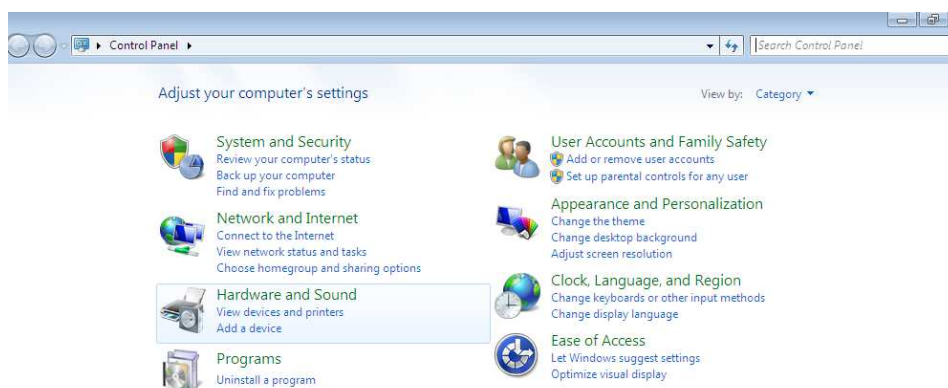 Control Panel
Search Control Panel
Adjust your computer's settings
View by: Category
System and Security
Review your computer's status
Back up your computer
Find and fix problems
Network and Internet
Connect to the Internet
View network status and tasks
Choose homegroup and sharing options
Hardware and Sound
View devices and printers
Add a device
Programs
Uninstall a program
User Accounts and Family Safety
Add or remove user accounts
Set up parental controls for any user
Appearance and Personalization
Change the theme
Change desktop background
Adjust screen resolution
Clock, Language, and Region
Change keyboards or other input methods
Change display language
Ease of Access
Let Windows suggest settings
Optimize visual display